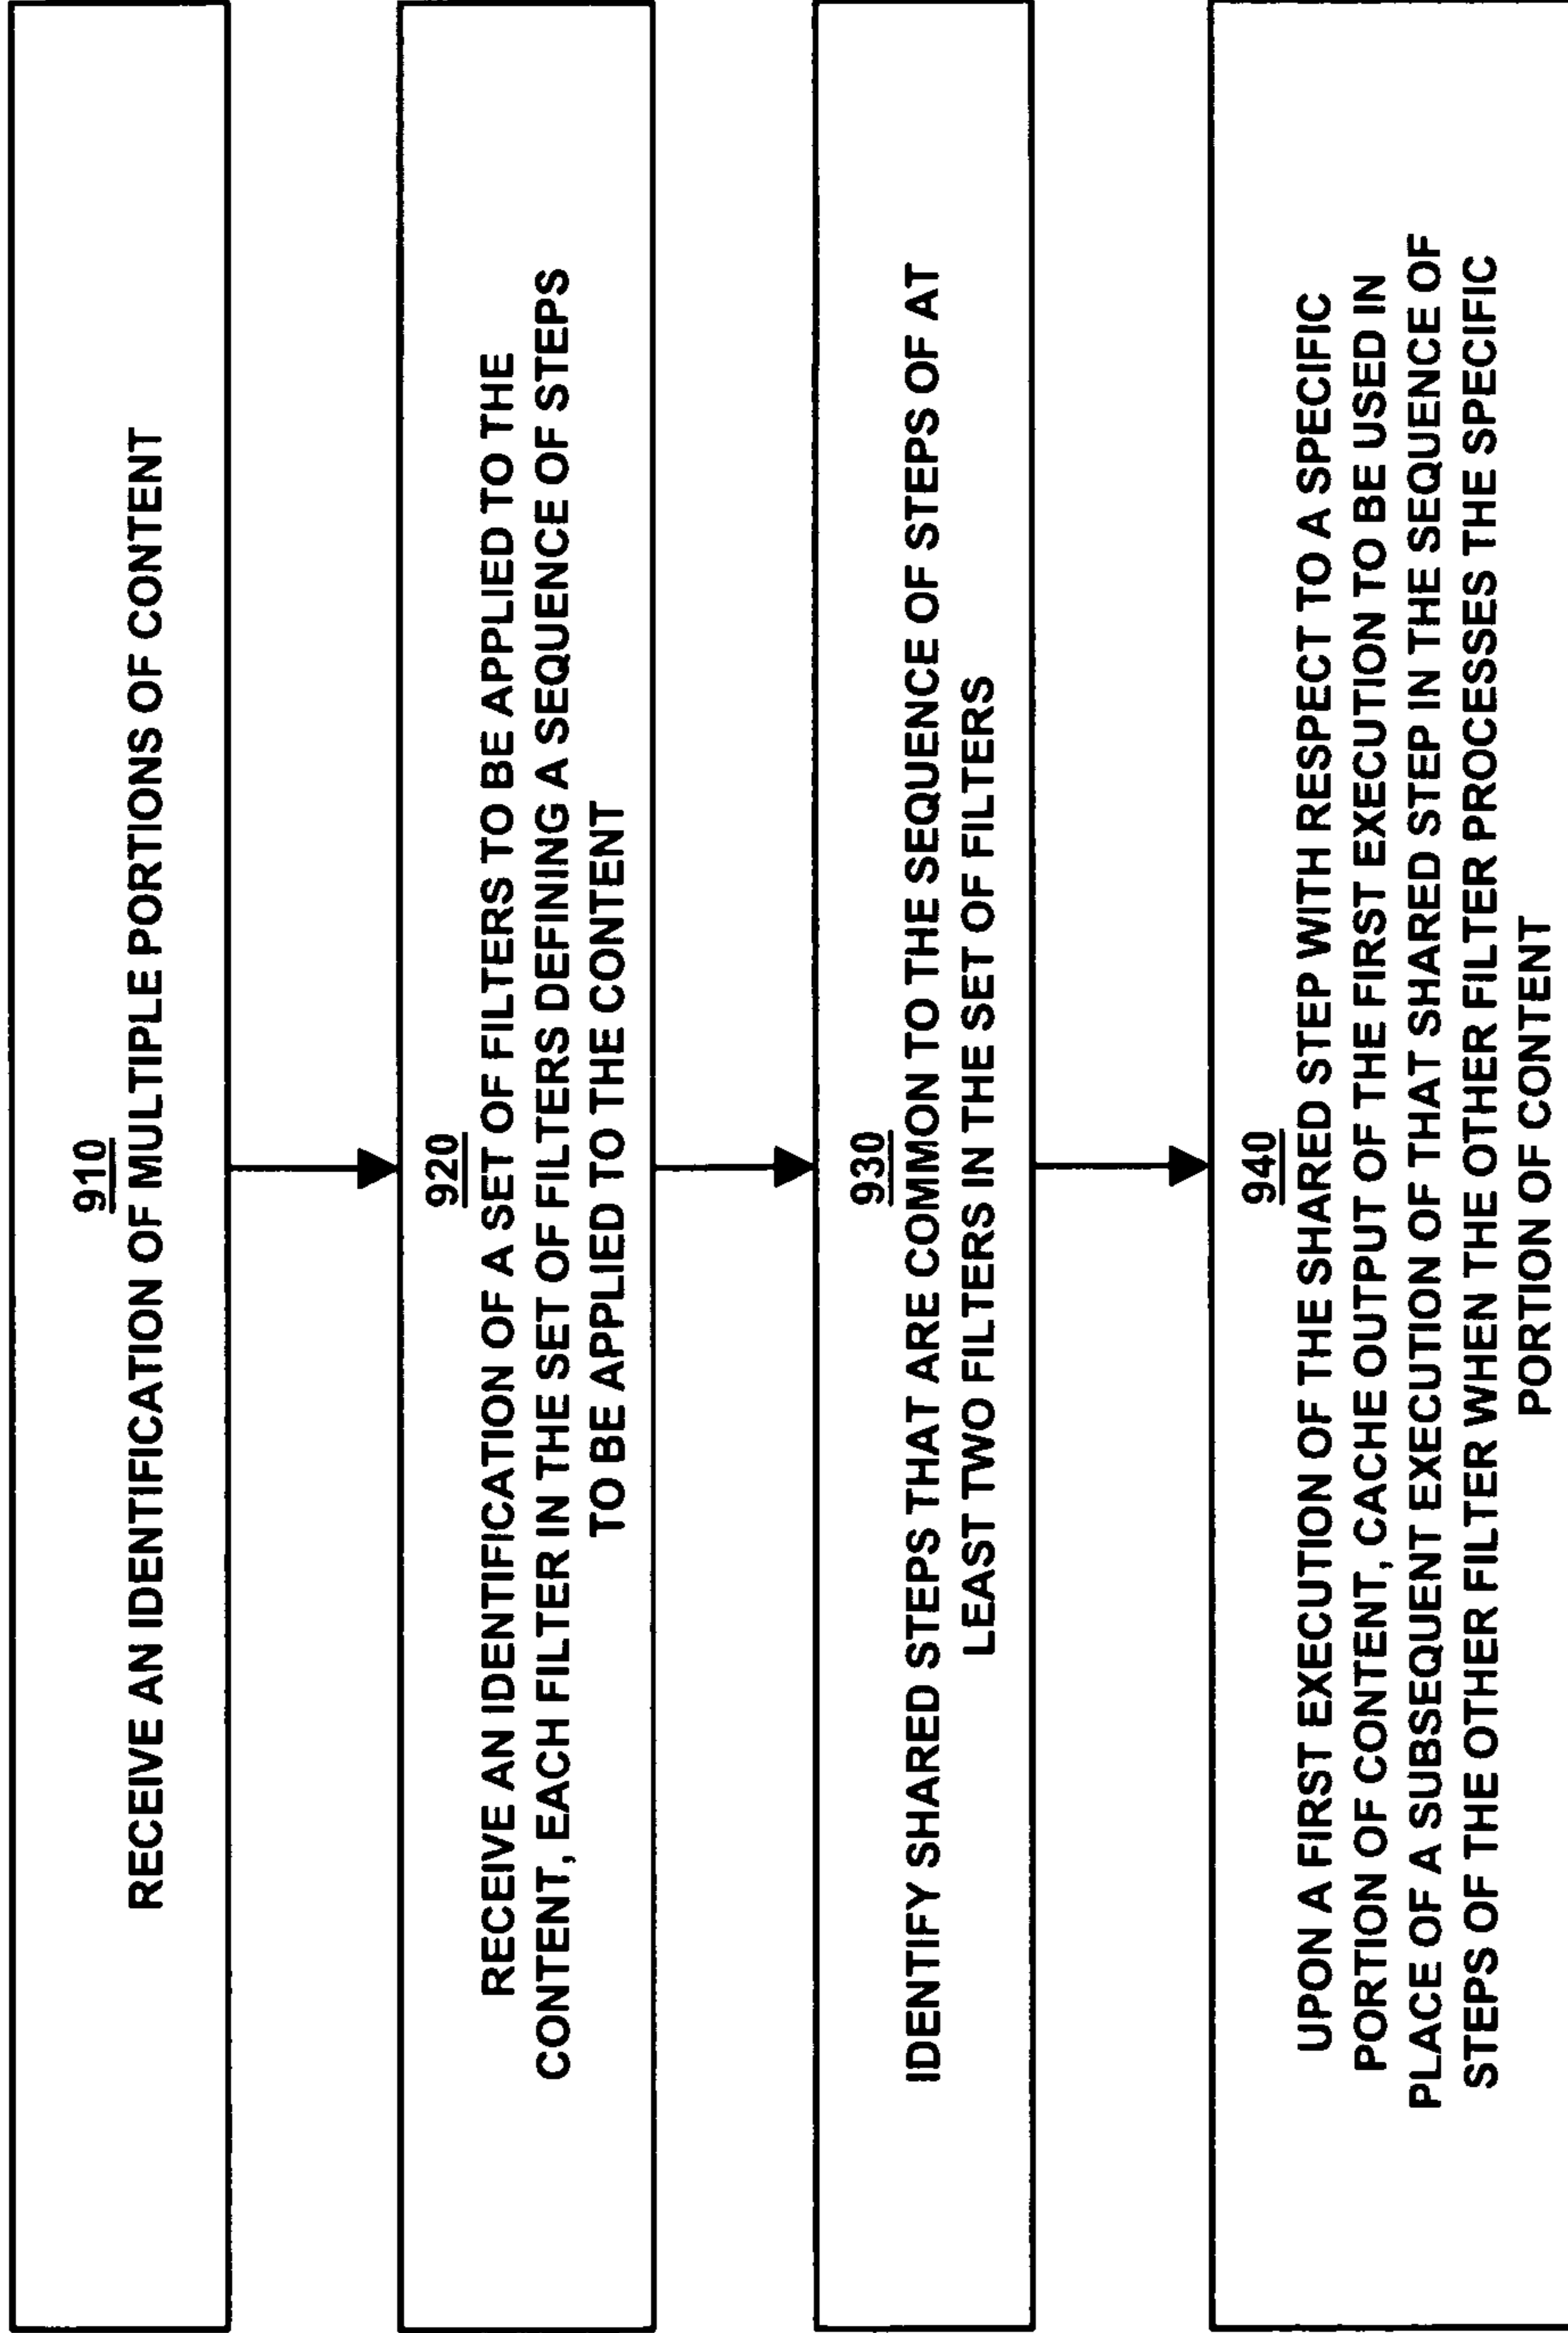 910
RECEIVE AN IDENTIFICATION OF MULTIPLE PORTIONS OF CONTENT
920
RECEIVE AN IDENTIFICATION OF A SET OF FILTERS TO BE APPLIED TO THE
CONTENT, EACH FILTER IN THE SET OF FILTERS DEFINING A SEQUENCE OF STEPS
TO BE APPLIED TO THE CONTENT
930
IDENTIFY SHARED STEPS THAT ARE COMMON TO THE SEQUENCE OF STEPS OF AT
LEAST TWO FILTERS IN THE SET OF FILTERS
940
UPON A FIRST EXECUTION OF THE SHARED STEP WITH RESPECT TO A SPECIFIC
PORTION OF CONTENT, CACHE OUTPUT OF THE FIRST EXECUTION TO BE USED IN
PLACE OF A SUBSEQUENT EXECUTION OF THAT SHARED STEP IN THE SEQUENCE OF
STEPS OF THE OTHER FILTER WHEN THE OTHER FILTER PROCESSES THE SPECIFIC
PORTION OF CONTENT